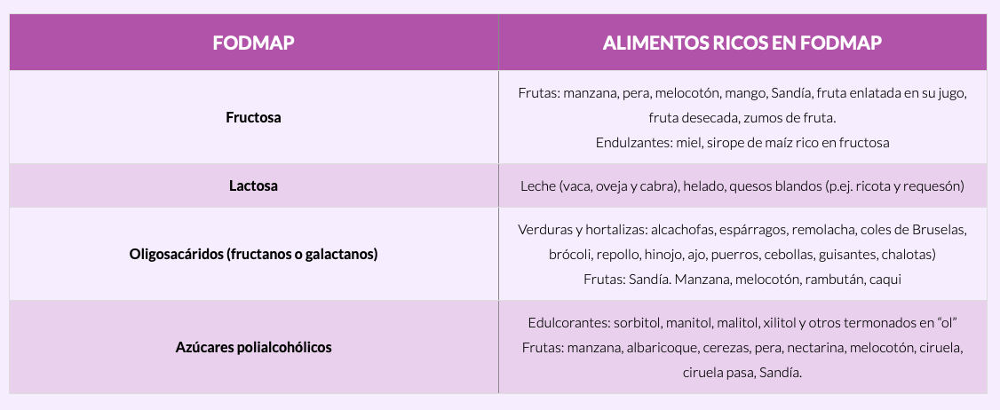 FODMAP
ALIMENTOS RICOS EN FODMAP
Fructosa
Frutas: manzana, pera, melocotón, mango, Sandía, fruta enlatada en su jugo,
fruta desecada, zumos de fruta.
Endulzantes: miel, sirope de maíz rico en fructosa
Lactosa
Leche (vaca, oveja y cabra), helado, quesos blandos (p.ej. ricota y requesón)
Oligosacáridos (fructanos o galactanos)
Verduras y hortalizas: alcachofas, espárragos, remolacha, coles de Bruselas,
brócoli, repollo, hinojo, ajo, puerros, cebollas, guisantes, chalotas)
Frutas: Sandía. Manzana, melocotón, rambután, caqui
Azúcares polialcohólicos
Edulcorantes: sorbitol, manitol, malitol, xilitol y otros termonados en “ol”
Frutas: manzana, albaricoque, cerezas, pera, nectarina, melocotón, ciruela,
ciruela pasa, Sandía.